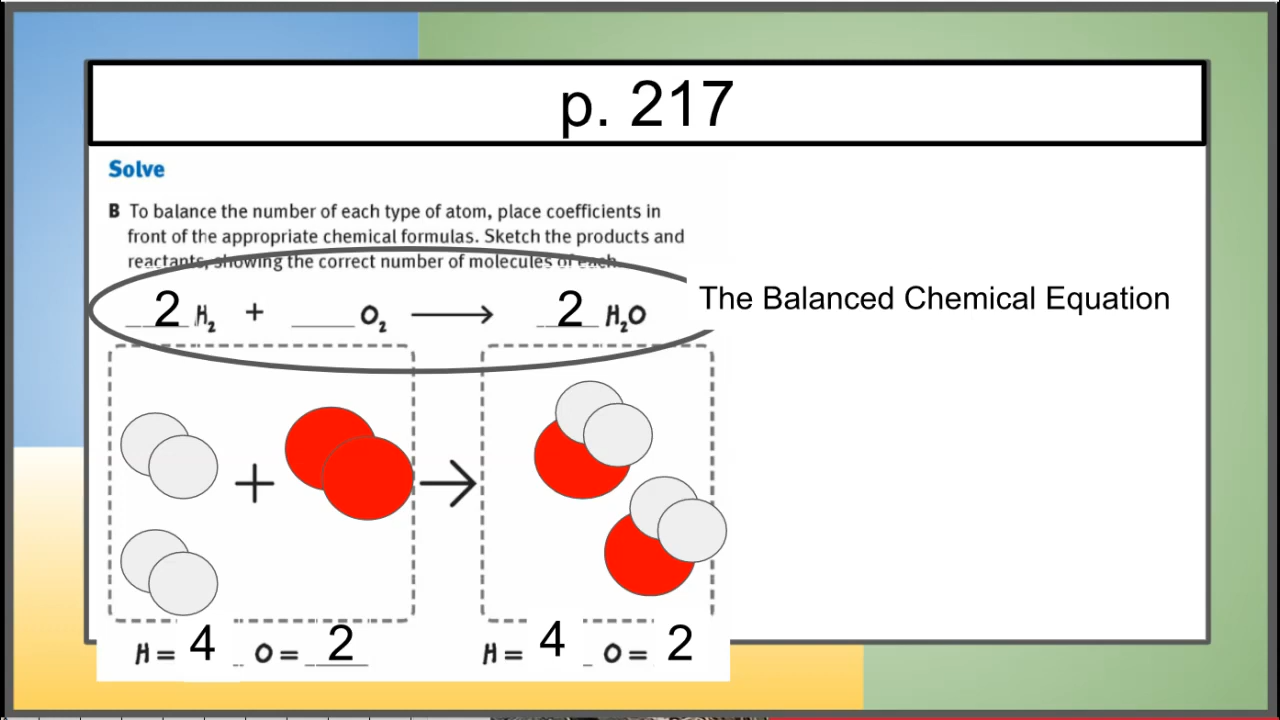 p. 217
Solve
B To balance the number of each type of atom, place coefficients in
front of the appropriate chemical formulas. Sketch the products and
reactants, showing the correct number of molecules of each.
2 H₂ + ____ O₂ ⟶ 2 H₂O
The Balanced Chemical Equation
+ →
H = 4 O = 2 H = 4 O = 2